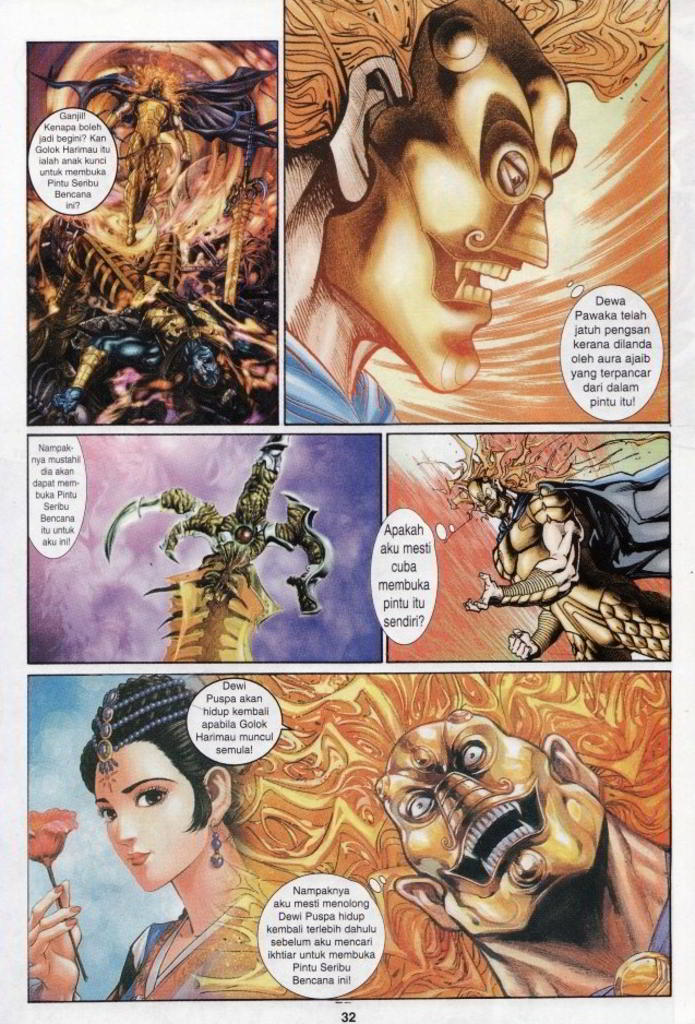 Ganjil!
Kenapa boleh
jadi begini? Kan
Golok Harimau itu
ialah anak kunci
untuk membuka
Pintu Seribu
Bencana
ini?
Dewa
Pawaka telah
jatuh pengsan
kerana dilanda
oleh aura ajaib
yang terpancar
dari dalam
pintu itu!
Nampak-
nya mustahil
dia akan
dapat mem-
buka Pintu
Seribu
Bencana
itu untuk
aku ini!
Apakah
aku mesti
cuba
membuka
pintu itu
sendiri?
Dewi
Puspa akan
hidup kembali
apabila Golok
Harimau muncul
semula!
Nampaknya
aku mesti menolong
Dewi Puspa hidup
kembali terlebih dahulu
sebelum aku mencari
ikhtiar untuk membuka
Pintu Seribu
Bencana ini!
32